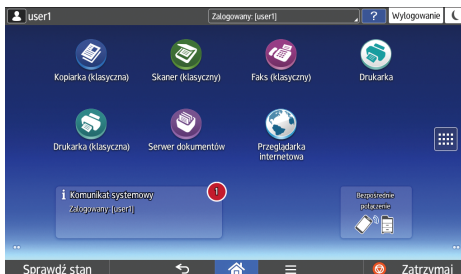 user1
Zalogowany: [user1]
?
Wylogowanie
Kopiarka (klasyczna)
Skaner (klasyczny)
Faks (klasyczny)
Drukarka
Drukarka (klasyczna)
Serwer dokumentów
Przeglądarka
internetowa
i Komunikat systemowy
1
Zalogowany: [user1]
Bezpośrednie
połączenie
Sprawdź stan
Zatrzymaj